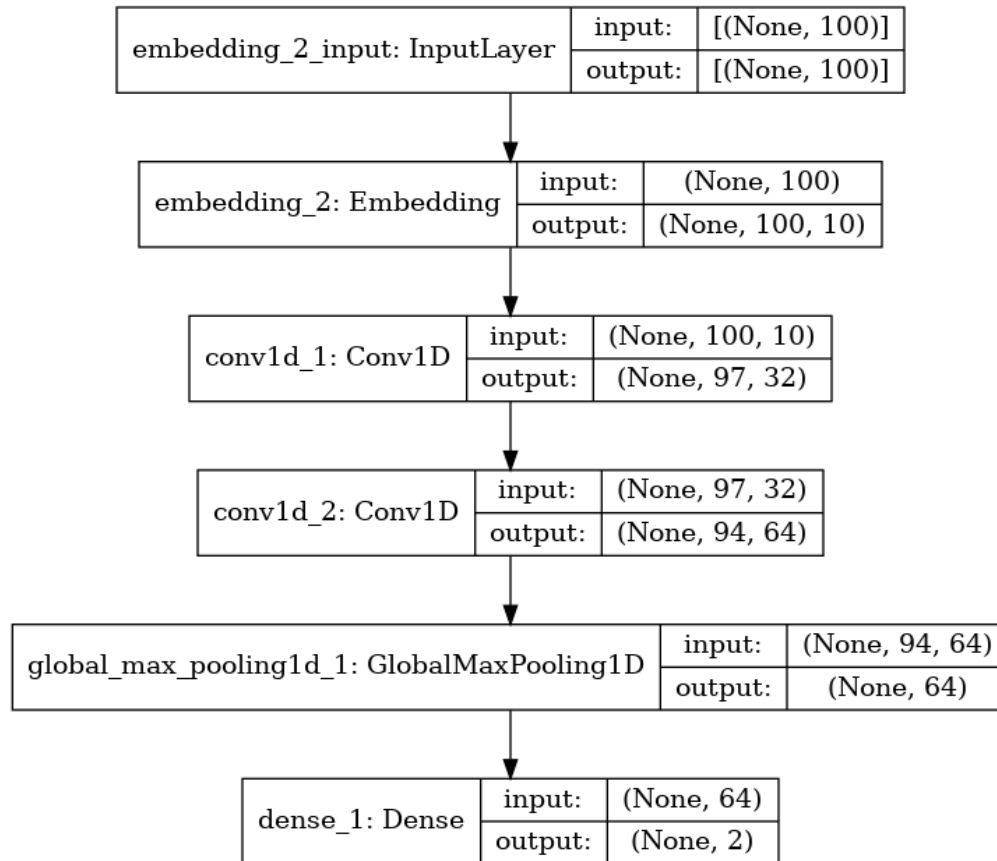 embedding_2_input: InputLayer
input: [(None, 100)]
output: [(None, 100)]
embedding_2: Embedding
input: (None, 100)
output: (None, 100, 10)
conv1d_1: Conv1D
input: (None, 100, 10)
output: (None, 97, 32)
conv1d_2: Conv1D
input: (None, 97, 32)
output: (None, 94, 64)
global_max_pooling1d_1: GlobalMaxPooling1D
input: (None, 94, 64)
output: (None, 64)
dense_1: Dense
input: (None, 64)
output: (None, 2)